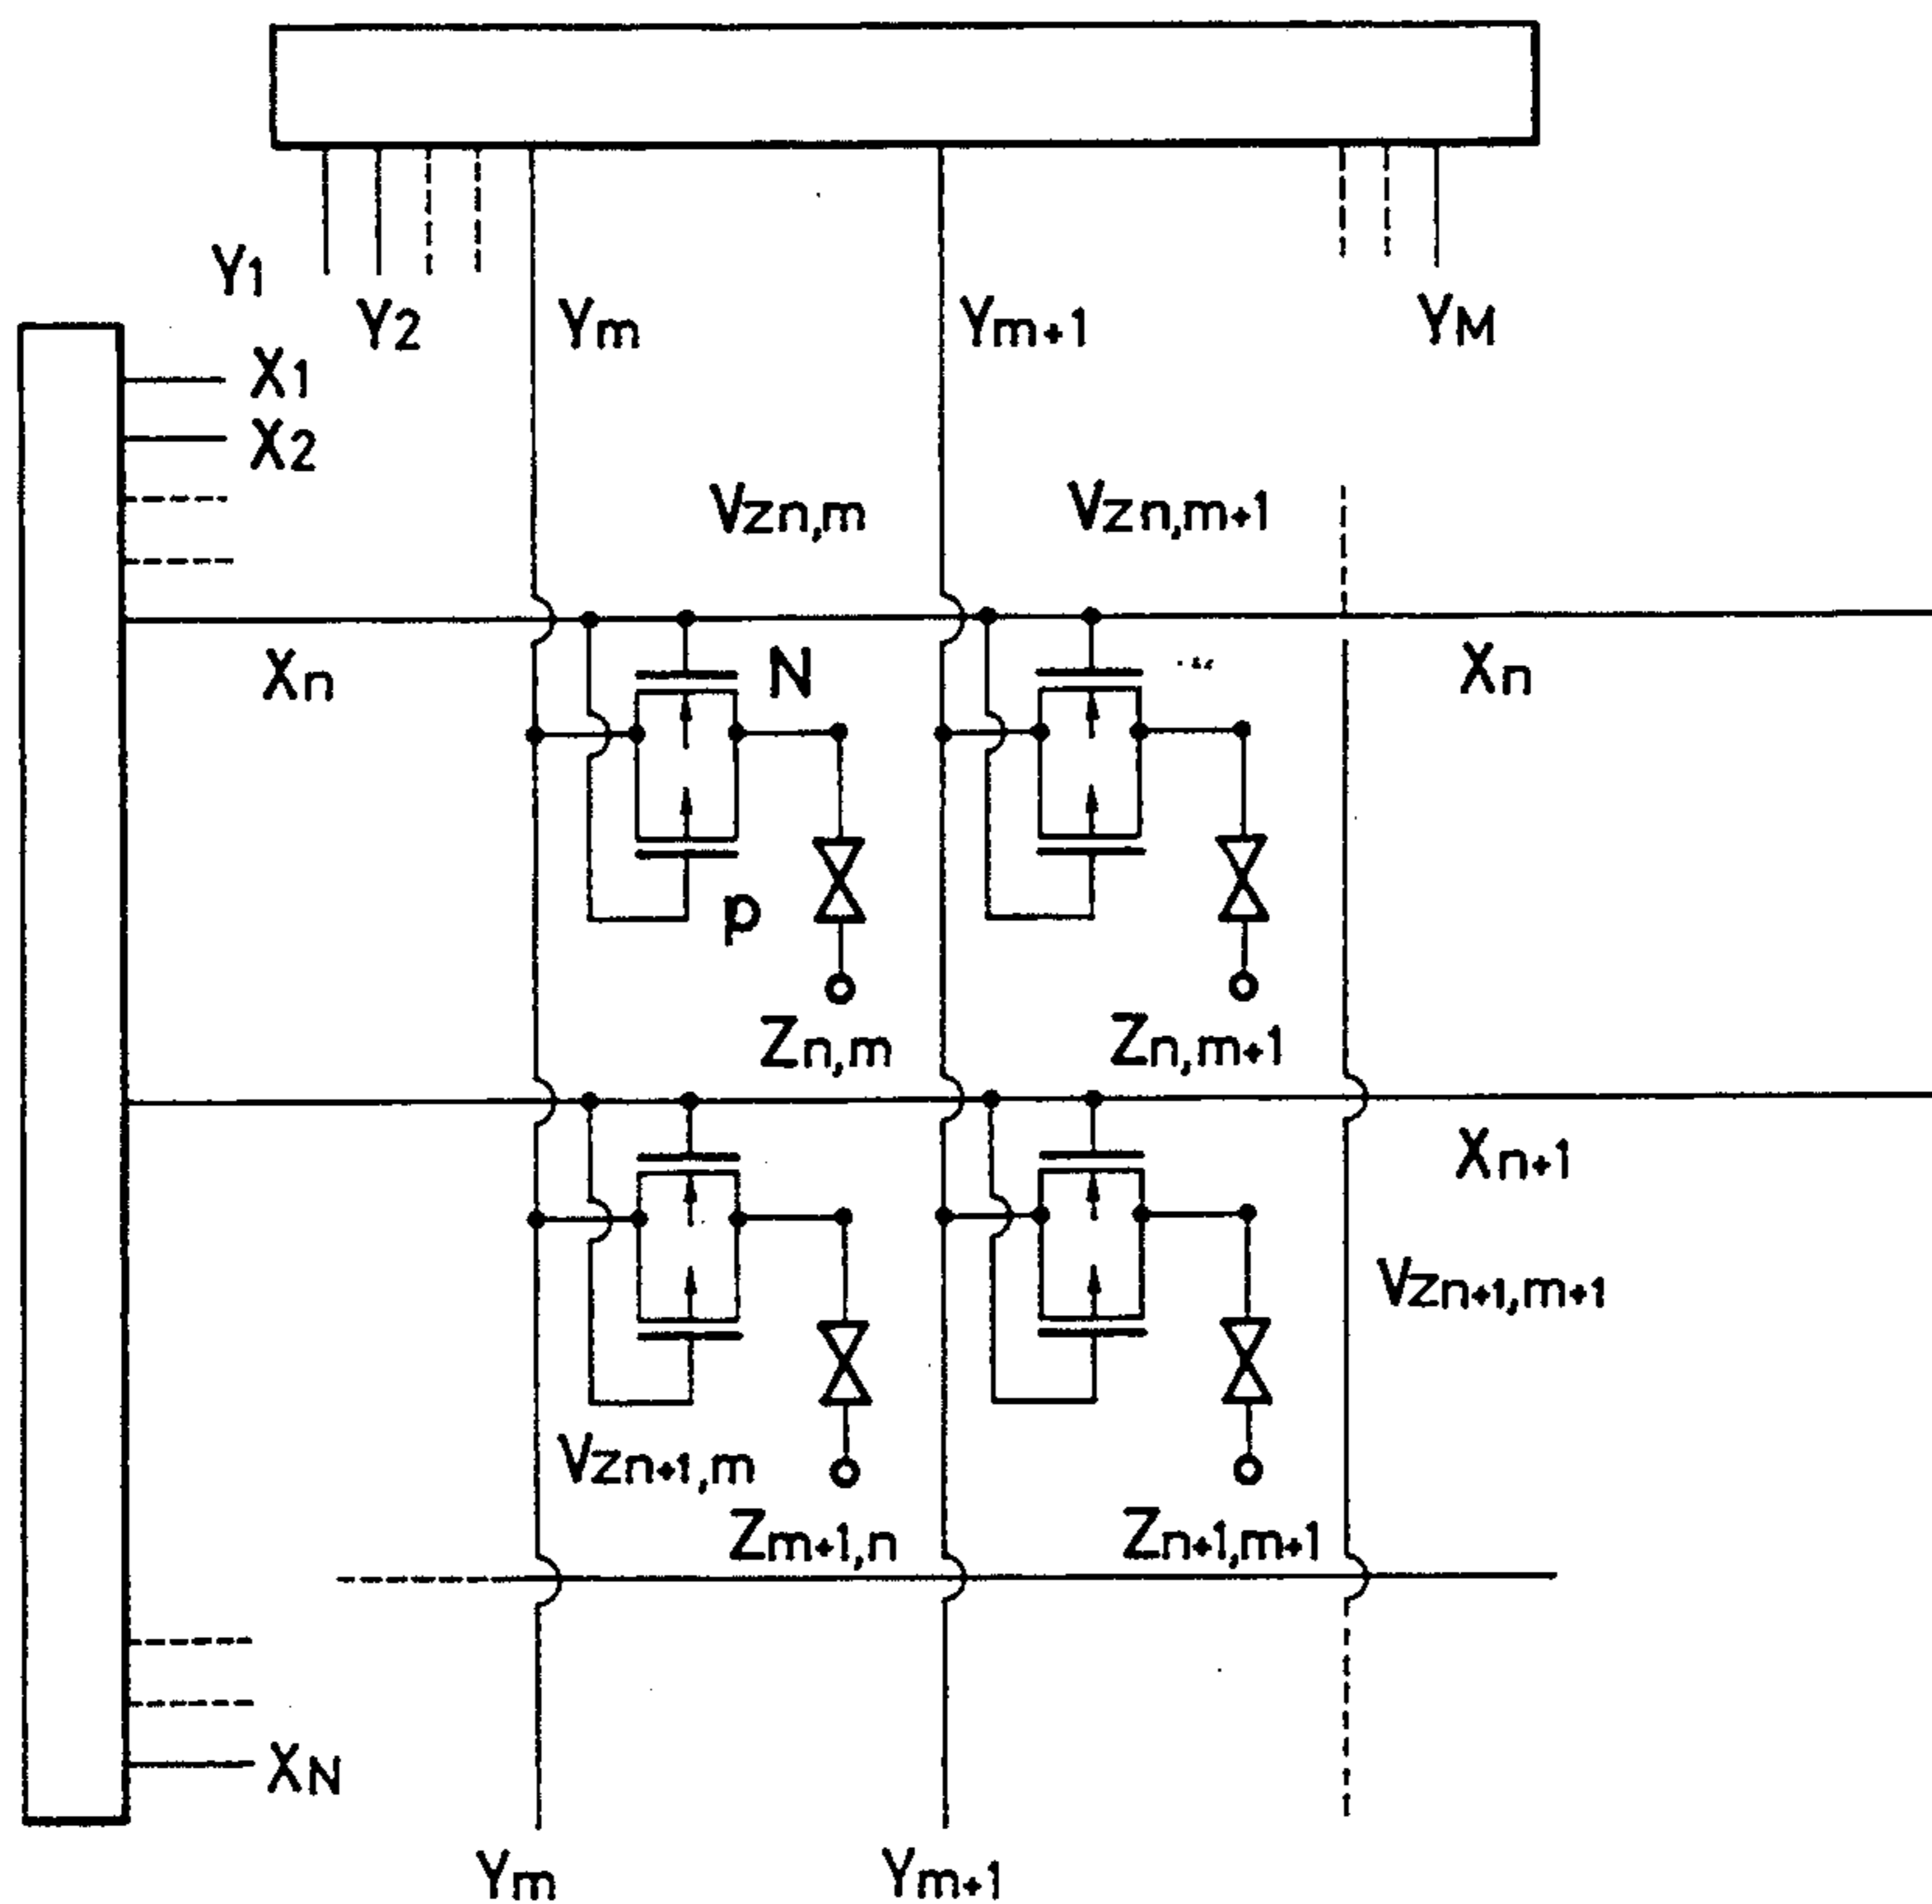 Y1
Y2 Ym Ym+1 YM
X1
X2
Vzn,m Vzn,m+1
Xn N Xn
p
Zn,m Zn,m+1
Xn+1
Vzn+1,m+1
Vzn+1,m
Zm+1,n Zn+1,m+1
XN
Ym Ym+1